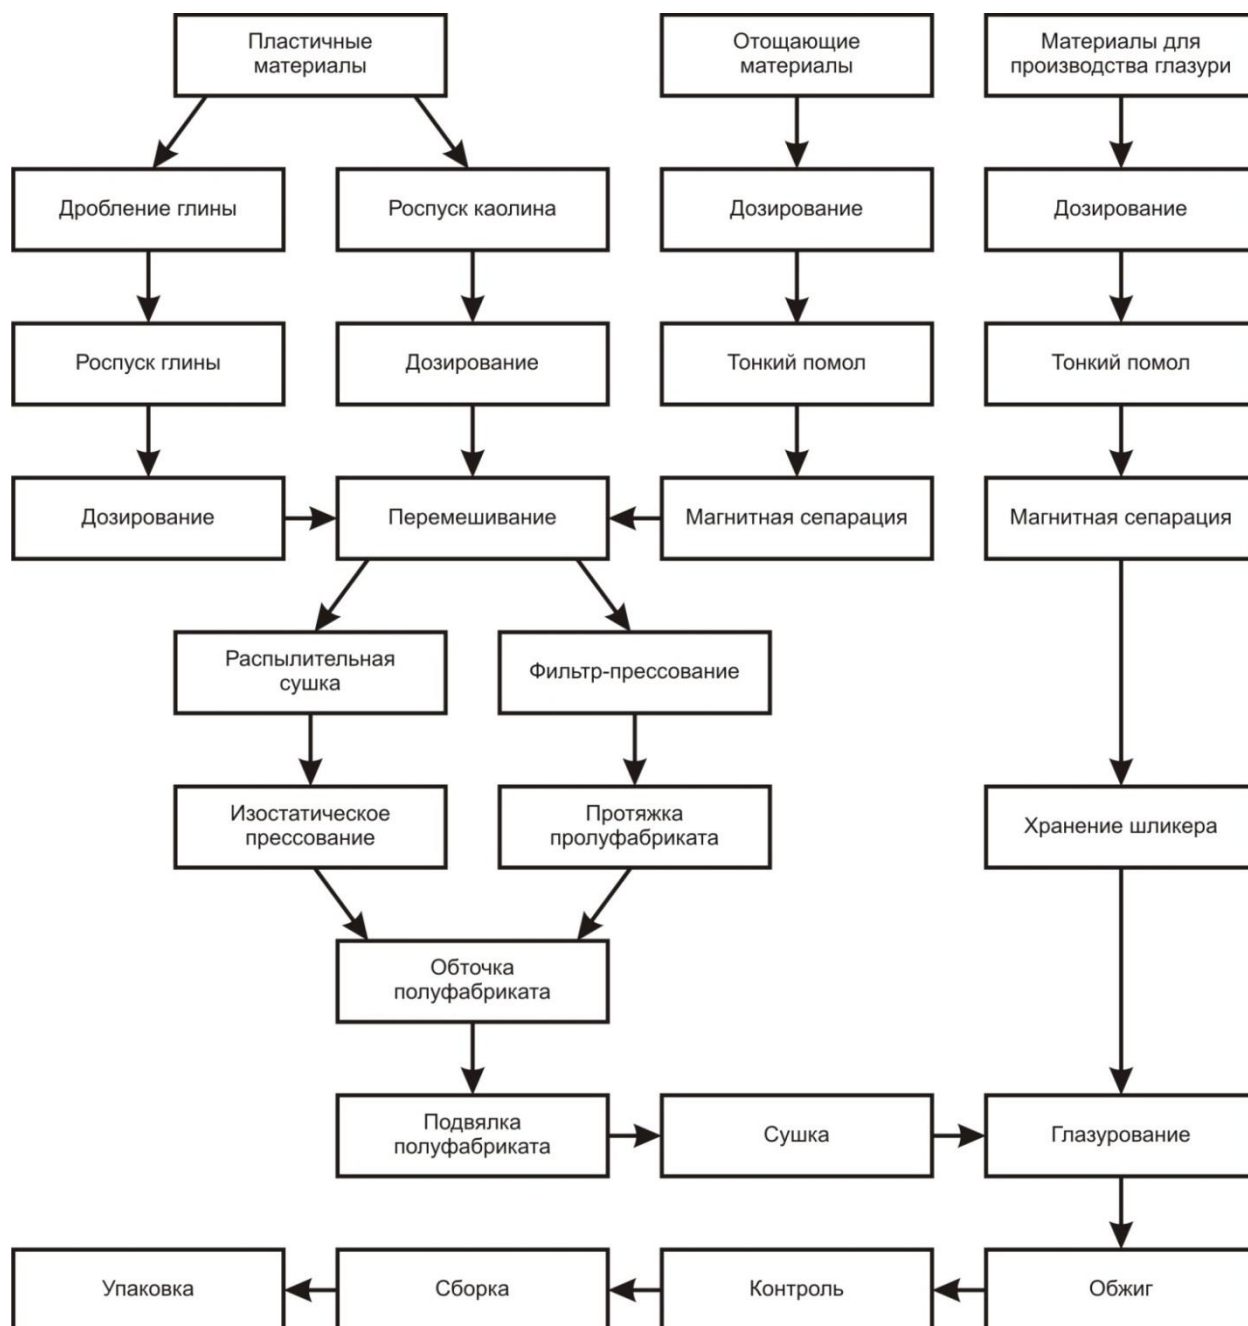 Пластичные
материалы
Отощающие
материалы
Материалы для
производства глазури
Дробление глины
Роспуск каолина
Дозирование
Дозирование
Роспуск глины
Дозирование
Тонкий помол
Тонкий помол
Дозирование
Перемешивание
Магнитная сепарация
Магнитная сепарация
Распылительная
сушка
Фильтр-прессование
Изостатическое
прессование
Протяжка
пролуфабриката
Хранение шликера
Обточка
полуфабриката
Подвялка
полуфабриката
Сушка
Глазурование
Упаковка
Сборка
Контроль
Обжиг